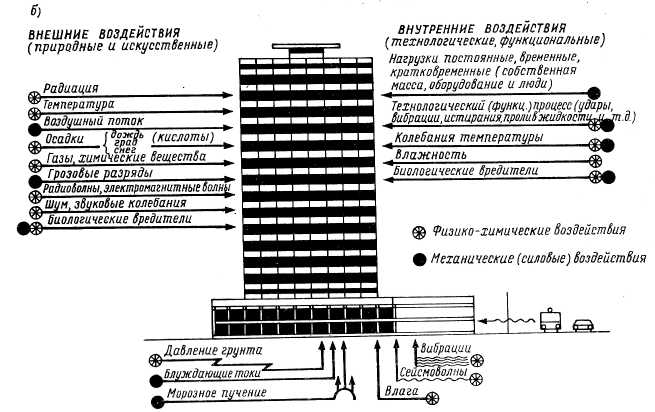 б)
ВНЕШНИЕ ВОЗДЕЙСТВИЯ
(природные и искусственные)
Радиация
Температура
Воздушный поток
Осадки { дождь град снег (кислоты)
Газы, химические вещества
Грозовые разряды
Радиоволны, электромагнитные волны
Шум, звуковые колебания
Биологические вредители
ВНУТРЕННИЕ ВОЗДЕЙСТВИЯ
(технологические, функциональные)
Нагрузки постоянные, временные,
кратковременные (собственная
масса, оборудование и люди)
Технологический (функц.) процесс (удары,
вибрации, истирания, пролив жидкости и т.д.)
Колебания температуры
Влажность
Биологические вредители
Физико-химические воздействия
Механические (силовые) воздействия
Давление грунта
Блуждающие токи
Морозное пучение
Вибрации
Сейсмоволны
Влага